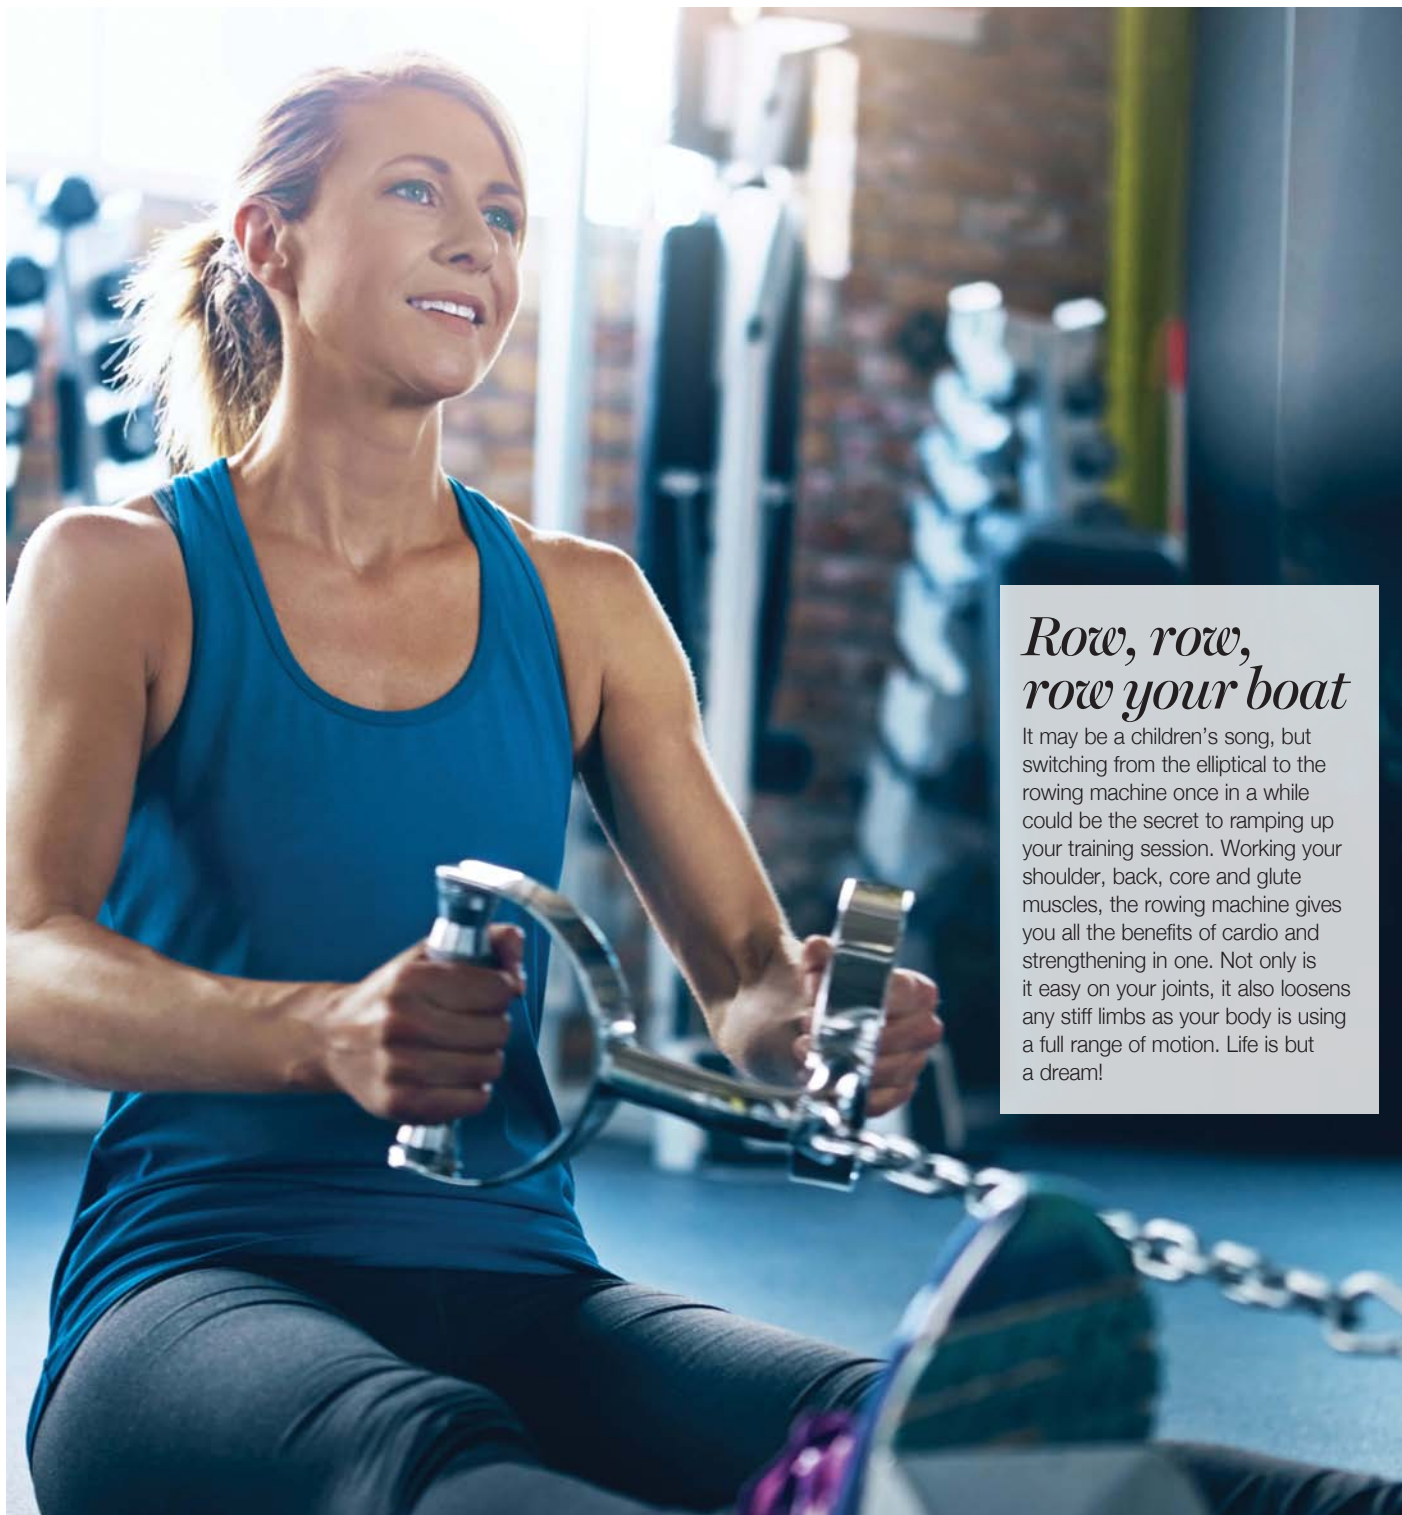 Row, row,
row your boat
It may be a children's song, but
switching from the elliptical to the
rowing machine once in a while
could be the secret to ramping up
your training session. Working your
shoulder, back, core and glute
muscles, the rowing machine gives
you all the benefits of cardio and
strengthening in one. Not only is
it easy on your joints, it also loosens
any stiff limbs as your body is using
a full range of motion. Life is but
a dream!